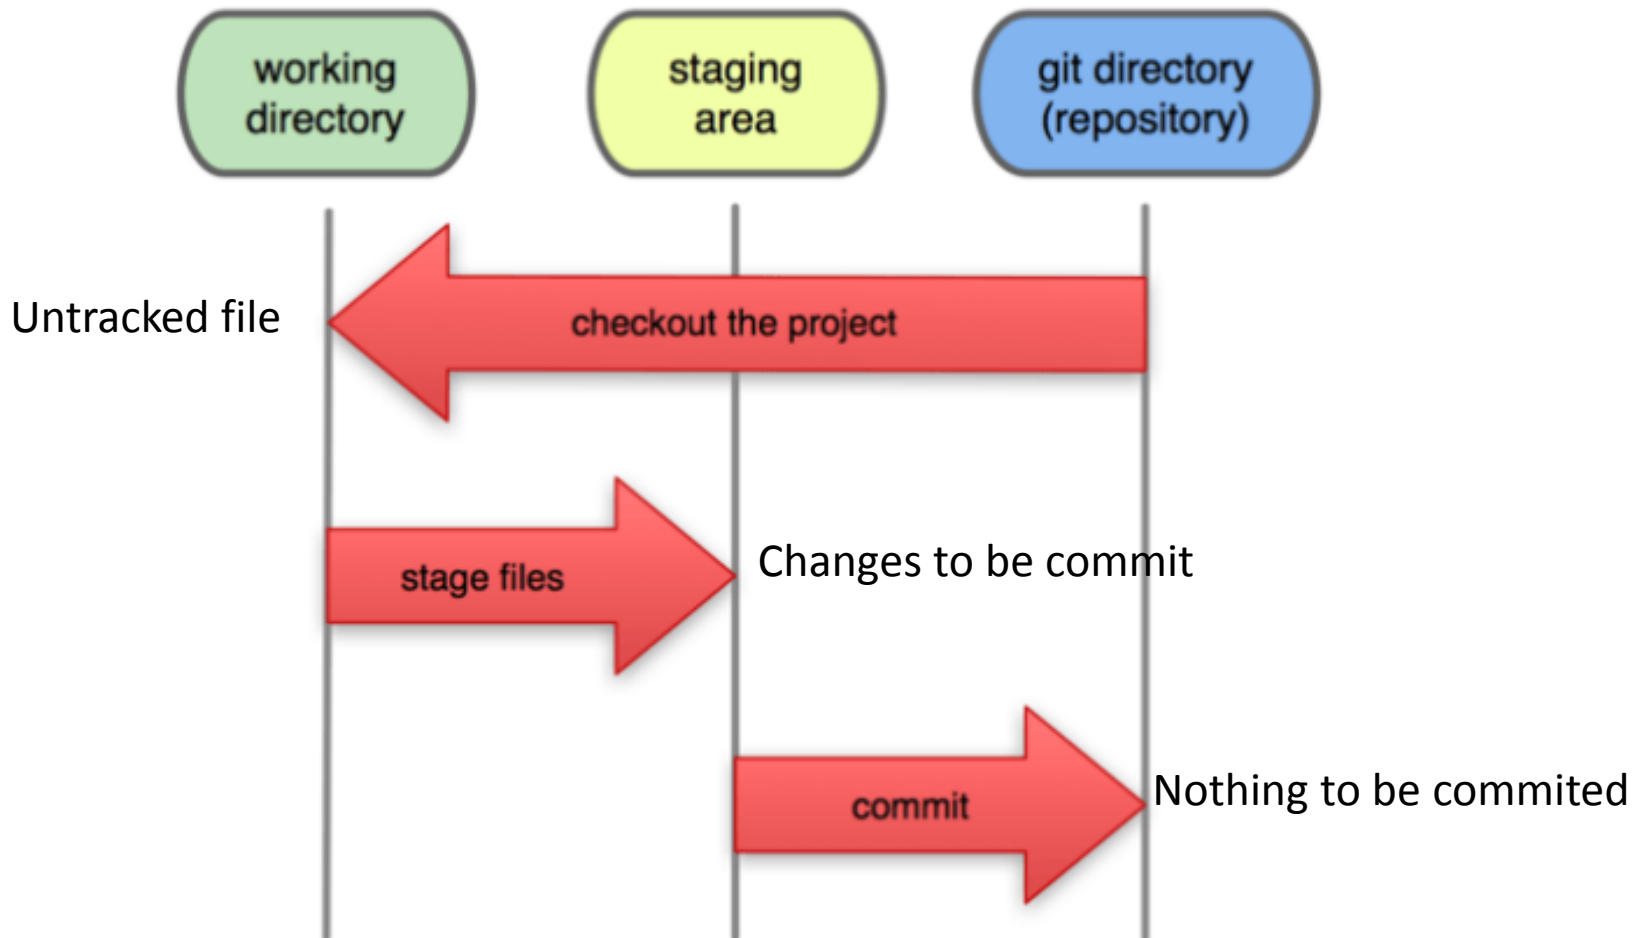 working
directory
staging
area
git directory
(repository)
Untracked file
checkout the project
stage files
Changes to be commit
commit
Nothing to be commited